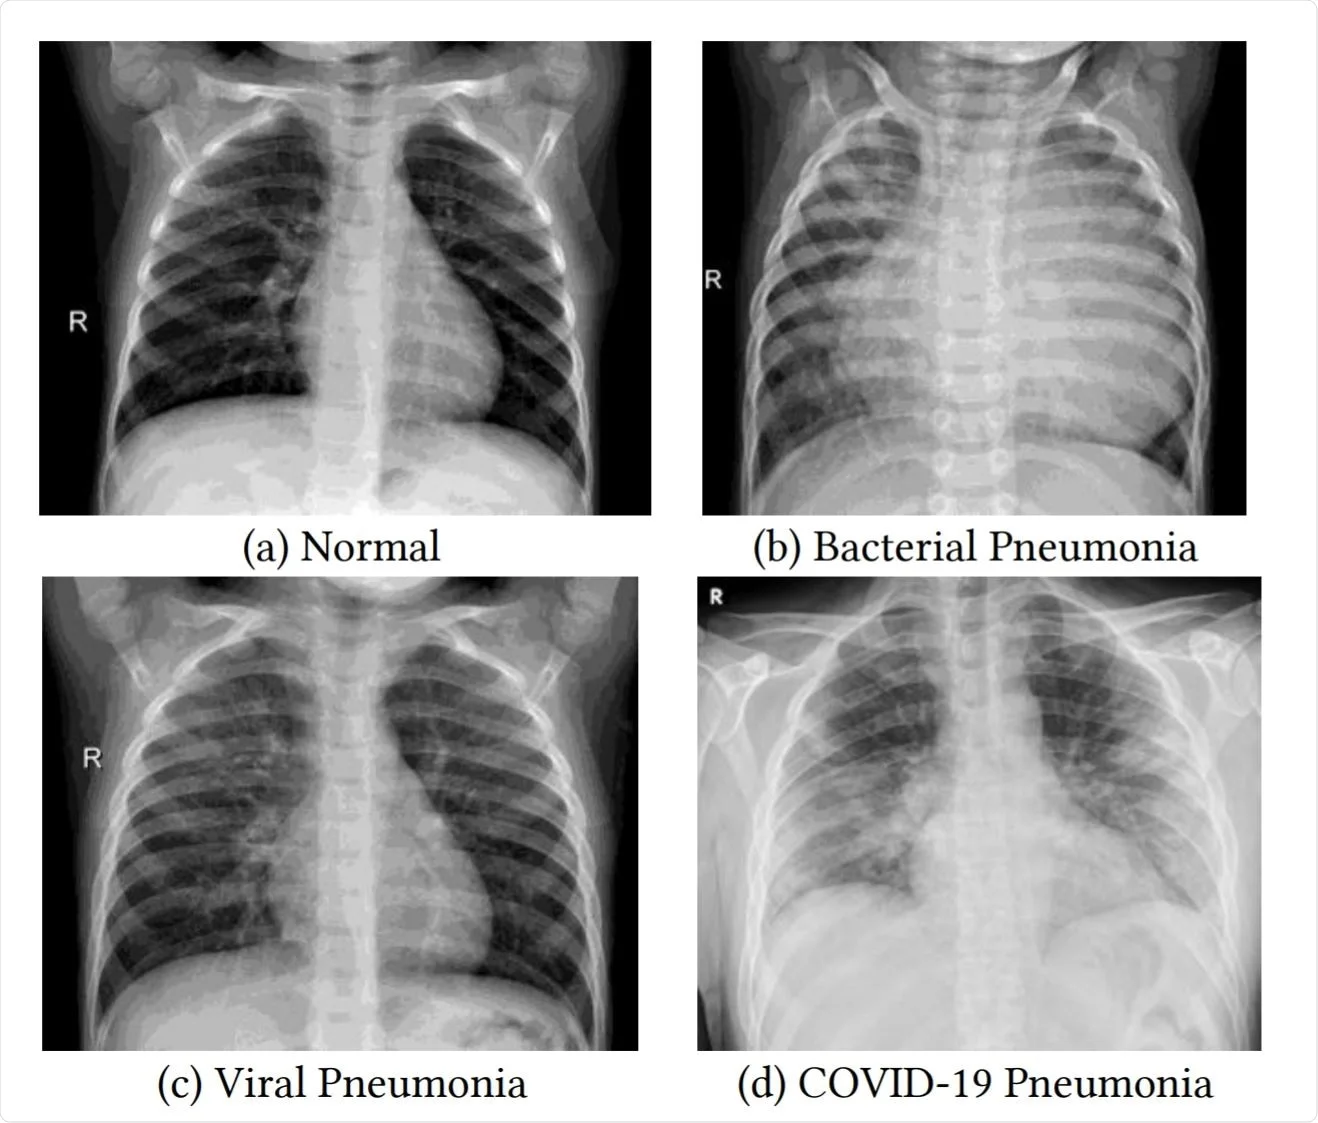 R
R
(a) Normal
(b) Bacterial Pneumonia
R
R
(c) Viral Pneumonia
(d) COVID-19 Pneumonia